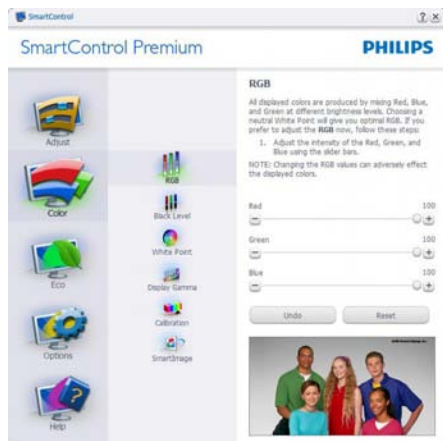 SmartControl
SmartControl Premium
PHILIPS
Adjust
Color
Eco
Options
Help
RGB
Black Level
White Point
Display Gamma
Calibration
SmartImage
RGB
All displayed colors are produced by mixing Red, Blue,
and Green at different brightness levels. Choosing a
neutral White Point will give you optimal RGB. If you
prefer to adjust the RGB now, follow these steps:
1. Adjust the intensity of the Red, Green, and
Blue using the slider bars.
NOTE: Changing the RGB values can adversely effect
the displayed colors.
Red 100
Green 100
Blue 100
Undo Reset